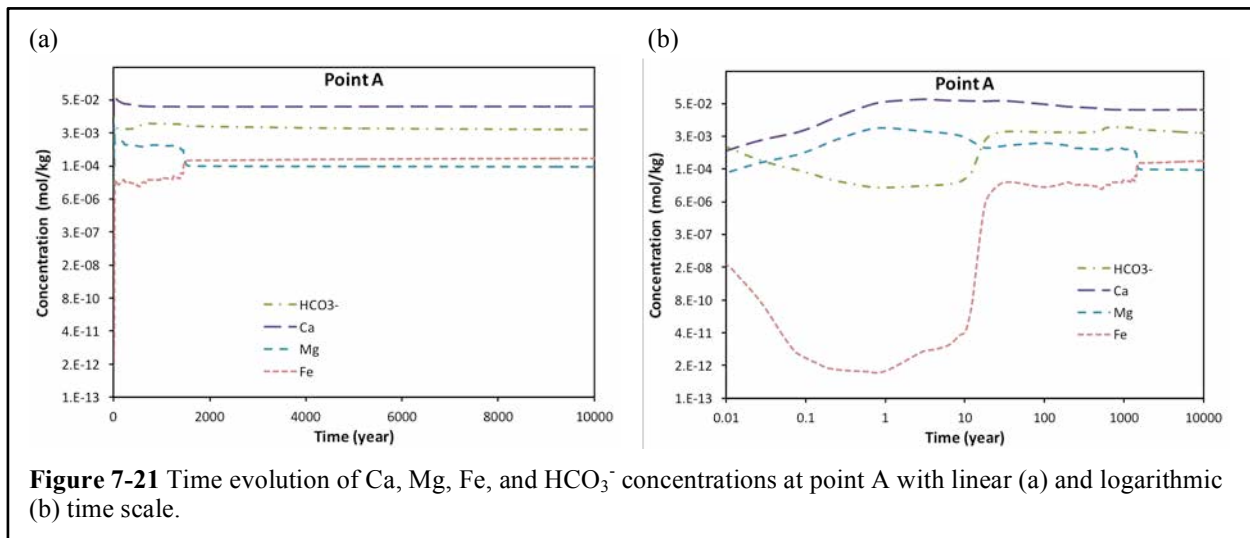 (a)
Point A
Concentration (mol/kg)
5.E-02
3.E-03
1.E-04
6.E-06
3.E-07
2.E-08
8.E-10
4.E-11
2.E-12
1.E-13
HCO3-
Ca
Mg
Fe
0 2000 4000 6000 8000 10000
Time (year)
(b)
Point A
Concentration (mol/kg)
5.E-02
3.E-03
1.E-04
6.E-06
3.E-07
2.E-08
8.E-10
4.E-11
2.E-12
1.E-13
HCO3-
Ca
Mg
Fe
0.01 0.1 1 10 100 1000 10000
Time (year)
Figure 7-21 Time evolution of Ca, Mg, Fe, and HCO₃⁻ concentrations at point A with linear (a) and logarithmic
(b) time scale.